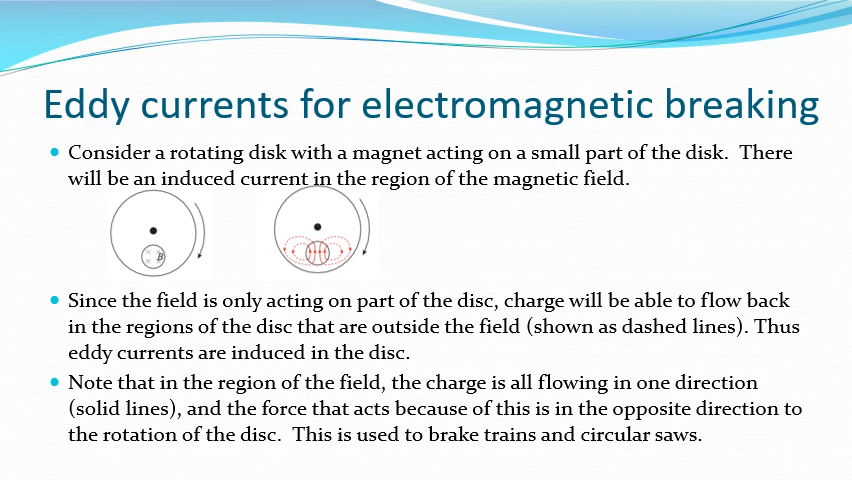 Eddy currents for electromagnetic breaking
• Consider a rotating disk with a magnet acting on a small part of the disk. There
will be an induced current in the region of the magnetic field.
B
• Since the field is only acting on part of the disc, charge will be able to flow back
in the regions of the disc that are outside the field (shown as dashed lines). Thus
eddy currents are induced in the disc.
• Note that in the region of the field, the charge is all flowing in one direction
(solid lines), and the force that acts because of this is in the opposite direction to
the rotation of the disc. This is used to brake trains and circular saws.